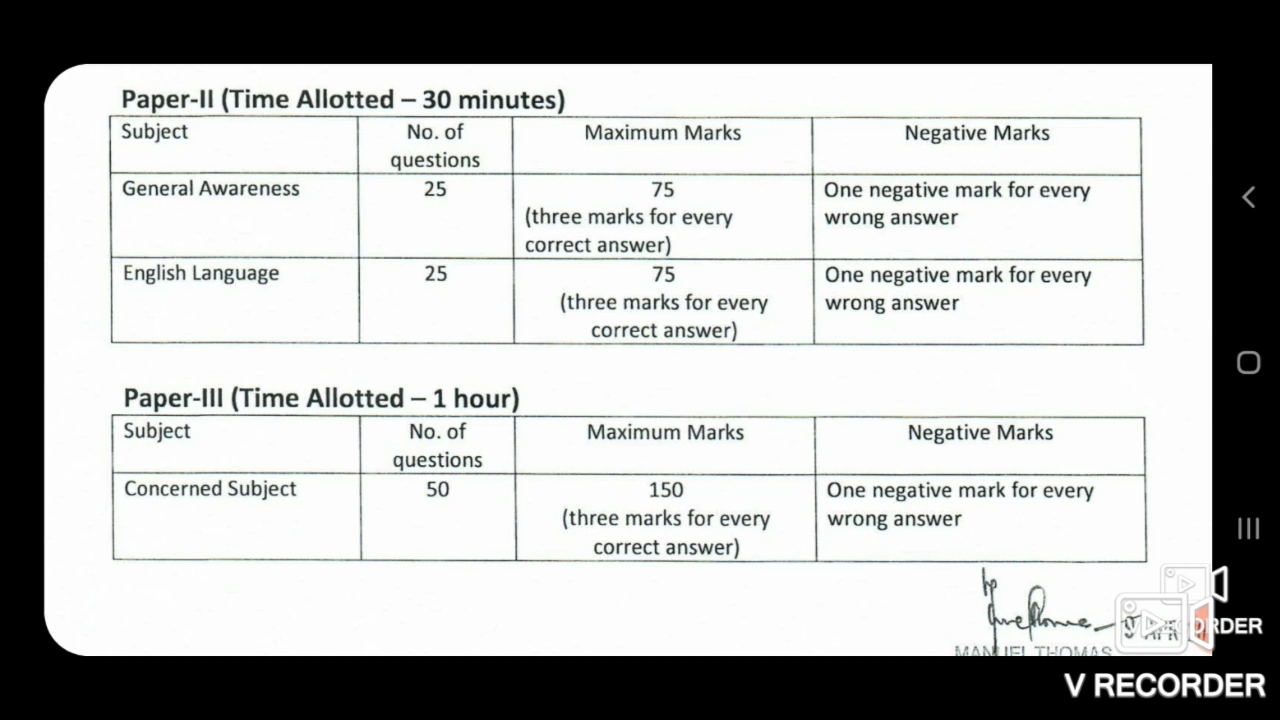 Paper-II (Time Allotted – 30 minutes)
Subject
No. of
questions
Maximum Marks
Negative Marks
General Awareness
25
75
(three marks for every
correct answer)
One negative mark for every
wrong answer
English Language
25
75
(three marks for every
correct answer)
One negative mark for every
wrong answer
Paper-III (Time Allotted – 1 hour)
Subject
No. of
questions
Maximum Marks
Negative Marks
Concerned Subject
50
150
(three marks for every
correct answer)
One negative mark for every
wrong answer
MANUEL THOMAS
V RECORDER